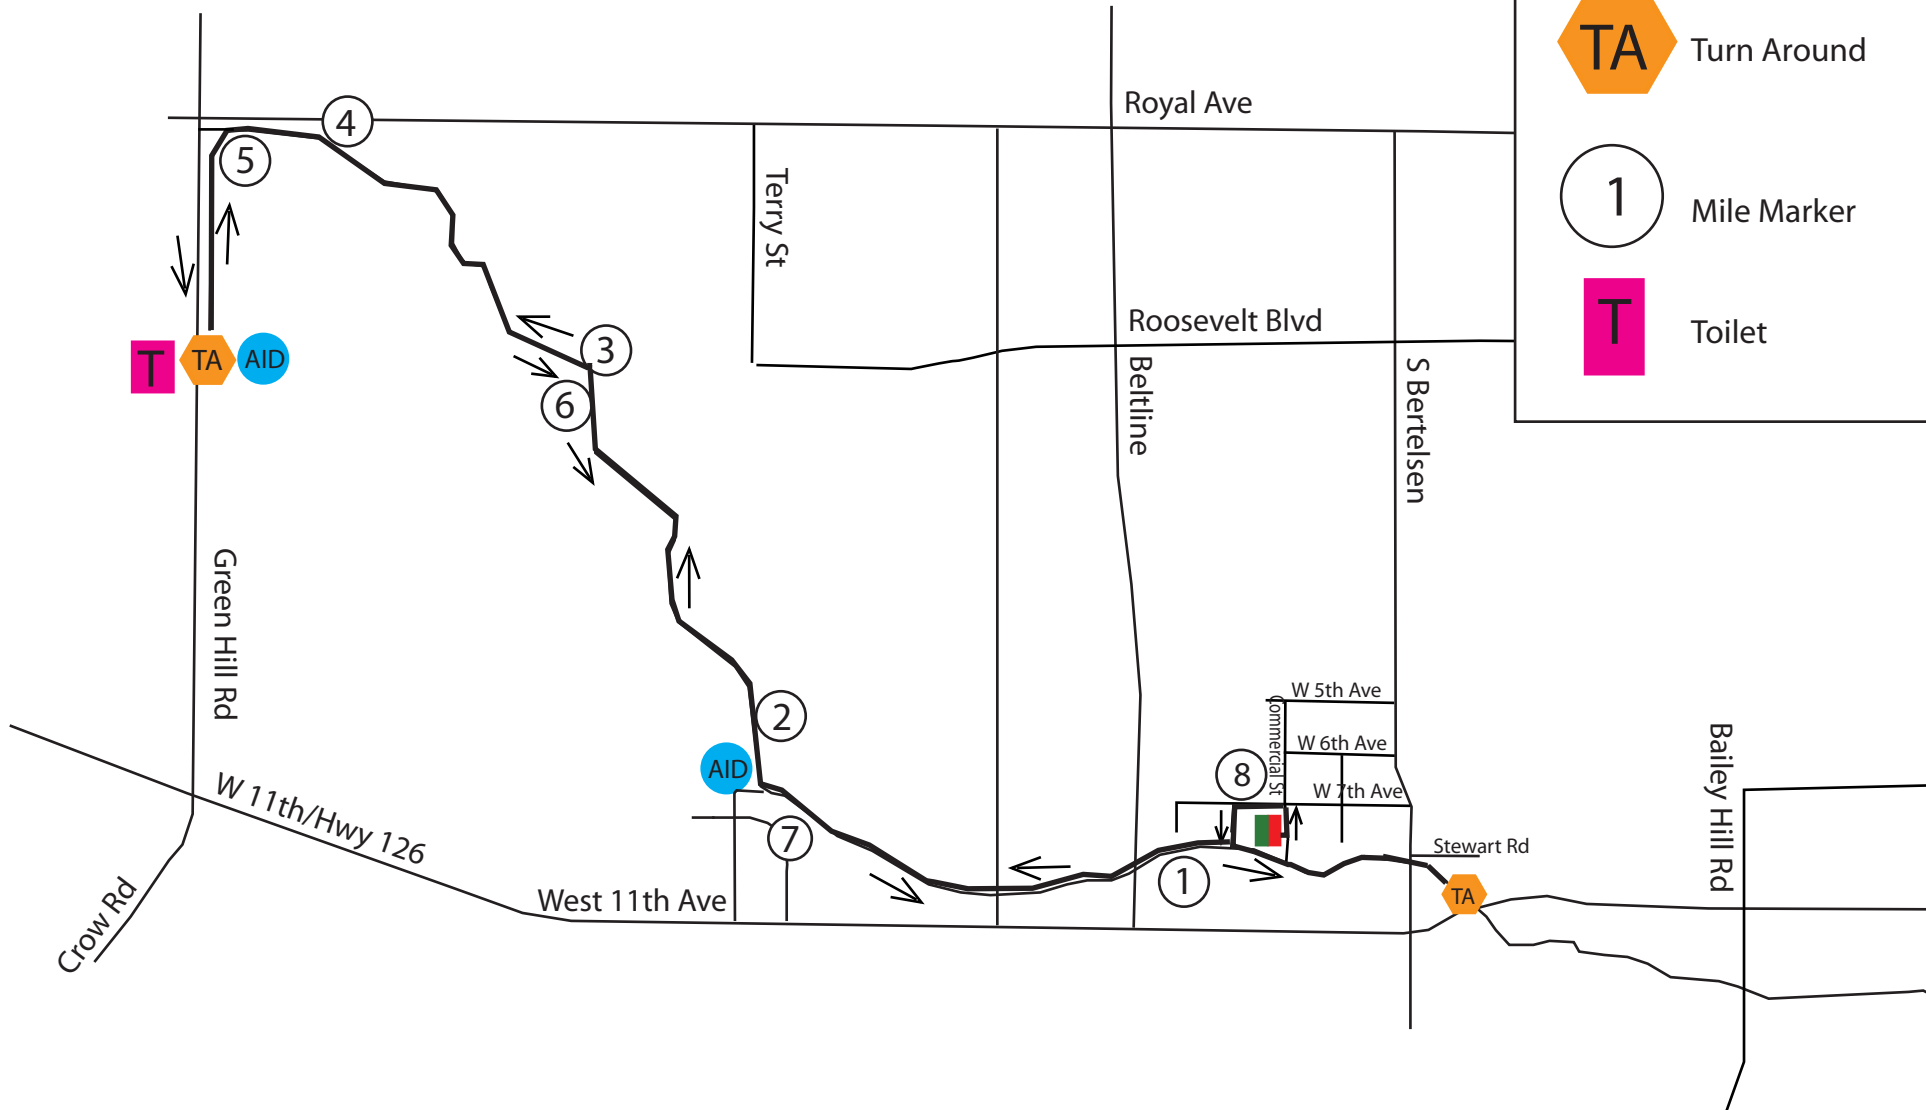 TA Turn Around
1 Mile Marker
T Toilet
Royal Ave
4
5
Terry St
Roosevelt Blvd
Beltline
S Bertelsen
3
6
T TA AID
Green Hill Rd
2
AID
W 5th Ave
Commercial St
W 6th Ave
8
W 7th Ave
Bailey Hill Rd
W 11th/Hwy 126
7
Stewart Rd
1
TA
West 11th Ave
Crow Rd